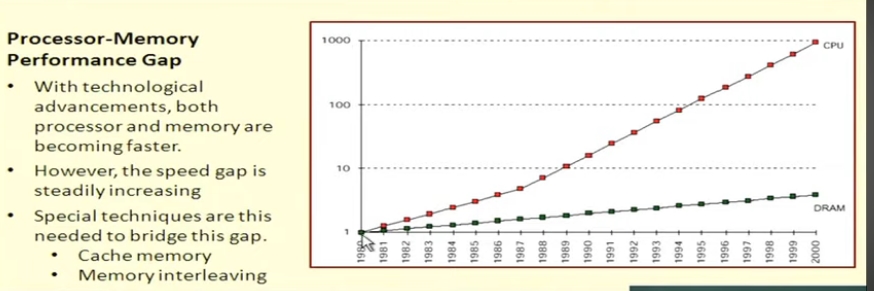 Processor-Memory
Performance Gap
• With technological
advancements, both
processor and memory are
becoming faster.
• However, the speed gap is
steadily increasing
• Special techniques are this
needed to bridge this gap.
• Cache memory
• Memory interleaving
1000
CPU
100
10
DRAM
1
1981
1982
1983
1984
1985
1986
1987
1988
1989
1990
1991
1992
1993
1994
1995
1996
1997
1998
1999
2000